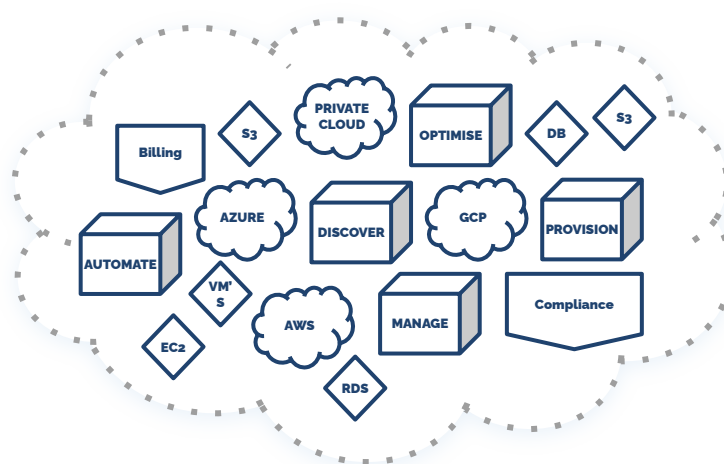 PRIVATE
CLOUD
S3
OPTIMISE
DB
S3
Billing
AZURE
DISCOVER
GCP
PROVISION
AUTOMATE
VM'
S
AWS
MANAGE
Compliance
EC2
RDS